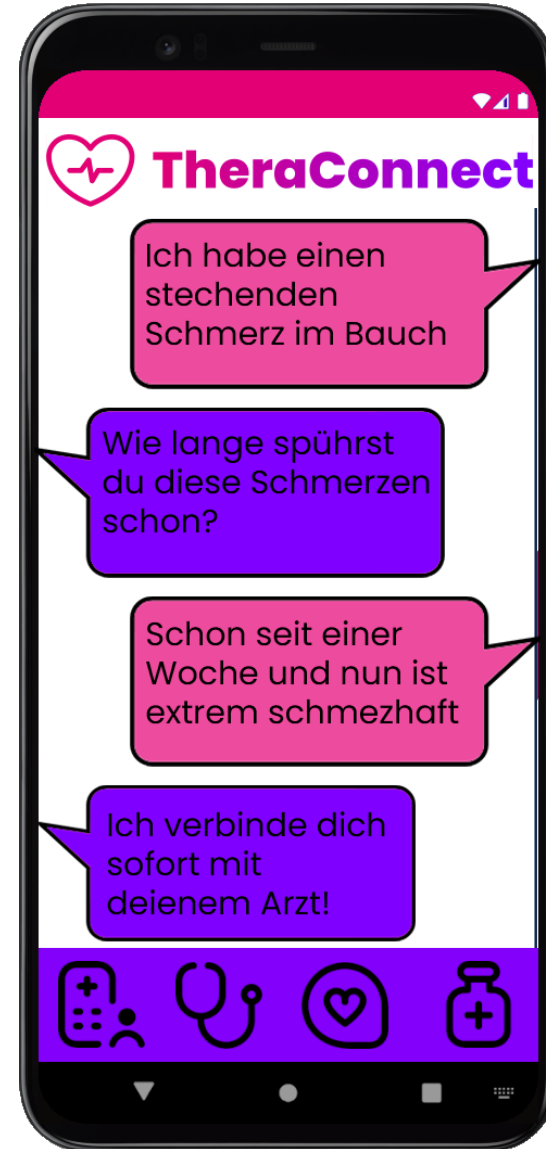 TheraConnect
Ich habe einen
stechenden
Schmerz im Bauch
Wie lange spührst
du diese Schmerzen
schon?
Schon seit einer
Woche und nun ist
extrem schmezhaft
Ich verbinde dich
sofort mit
deienem Arzt!